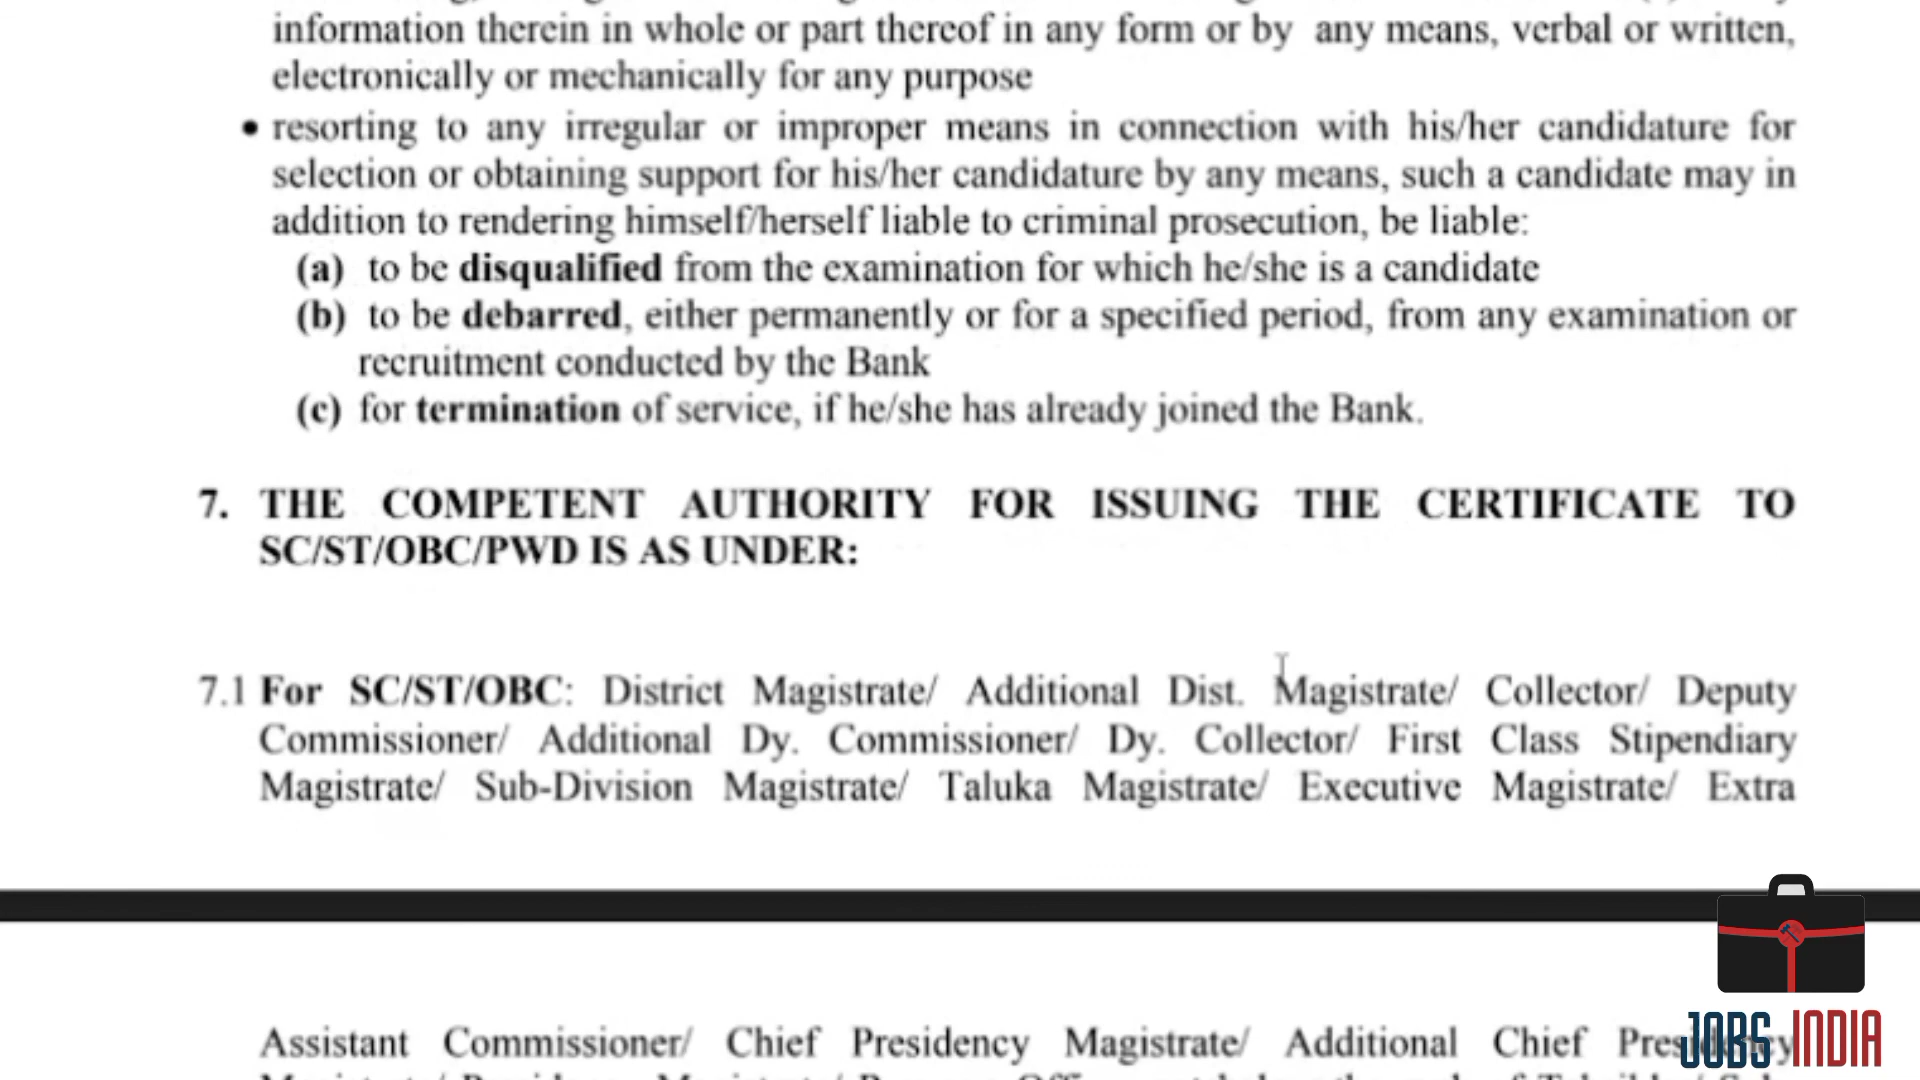 information therein in whole or part thereof in any form or by any means, verbal or written,
electronically or mechanically for any purpose
• resorting to any irregular or improper means in connection with his/her candidature for
selection or obtaining support for his/her candidature by any means, such a candidate may in
addition to rendering himself/herself liable to criminal prosecution, be liable:
(a) to be disqualified from the examination for which he/she is a candidate
(b) to be debarred, either permanently or for a specified period, from any examination or
recruitment conducted by the Bank
(c) for termination of service, if he/she has already joined the Bank.
7. THE COMPETENT AUTHORITY FOR ISSUING THE CERTIFICATE TO
SC/ST/OBC/PWD IS AS UNDER:
7.1 For SC/ST/OBC: District Magistrate/ Additional Dist. Magistrate/ Collector/ Deputy
Commissioner/ Additional Dy. Commissioner/ Dy. Collector/ First Class Stipendiary
Magistrate/ Sub-Division Magistrate/ Taluka Magistrate/ Executive Magistrate/ Extra
Assistant Commissioner/ Chief Presidency Magistrate/ Additional Chief Presidency
JOBS INDIA